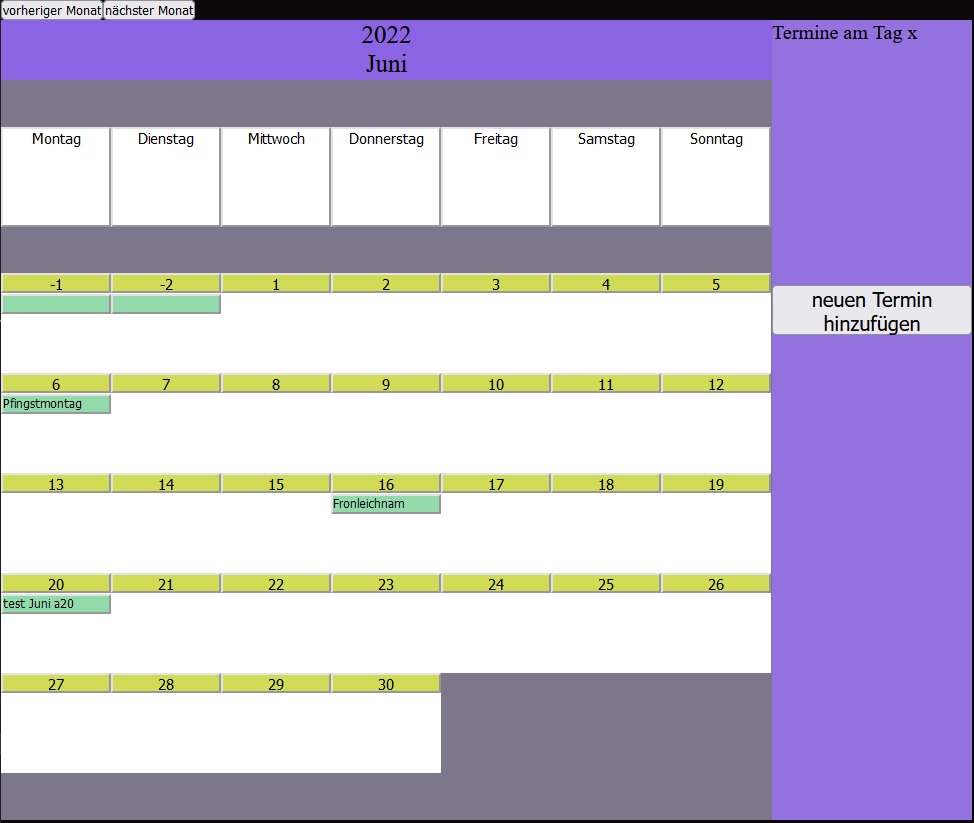 vorheriger Monat nächster Monat
2022
Juni
Termine am Tag x
Montag Dienstag Mittwoch Donnerstag Freitag Samstag Sonntag
-1 -2 1 2 3 4 5
neuen Termin
hinzufügen
6 7 8 9 10 11 12
Pfingstmontag
13 14 15 16 17 18 19
Fronleichnam
20 21 22 23 24 25 26
test Juni a20
27 28 29 30